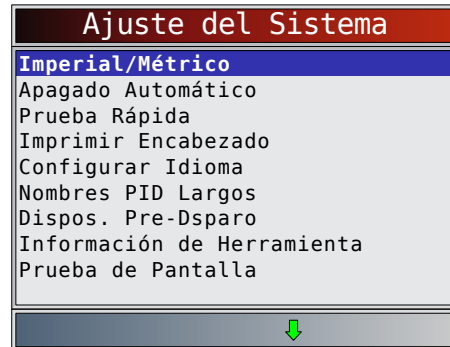 Ajuste del Sistema
Imperial/Métrico
Apagado Automático
Prueba Rápida
Imprimir Encabezado
Configurar Idioma
Nombres PID Largos
Dispos. Pre-Dsparo
Información de Herramienta
Prueba de Pantalla